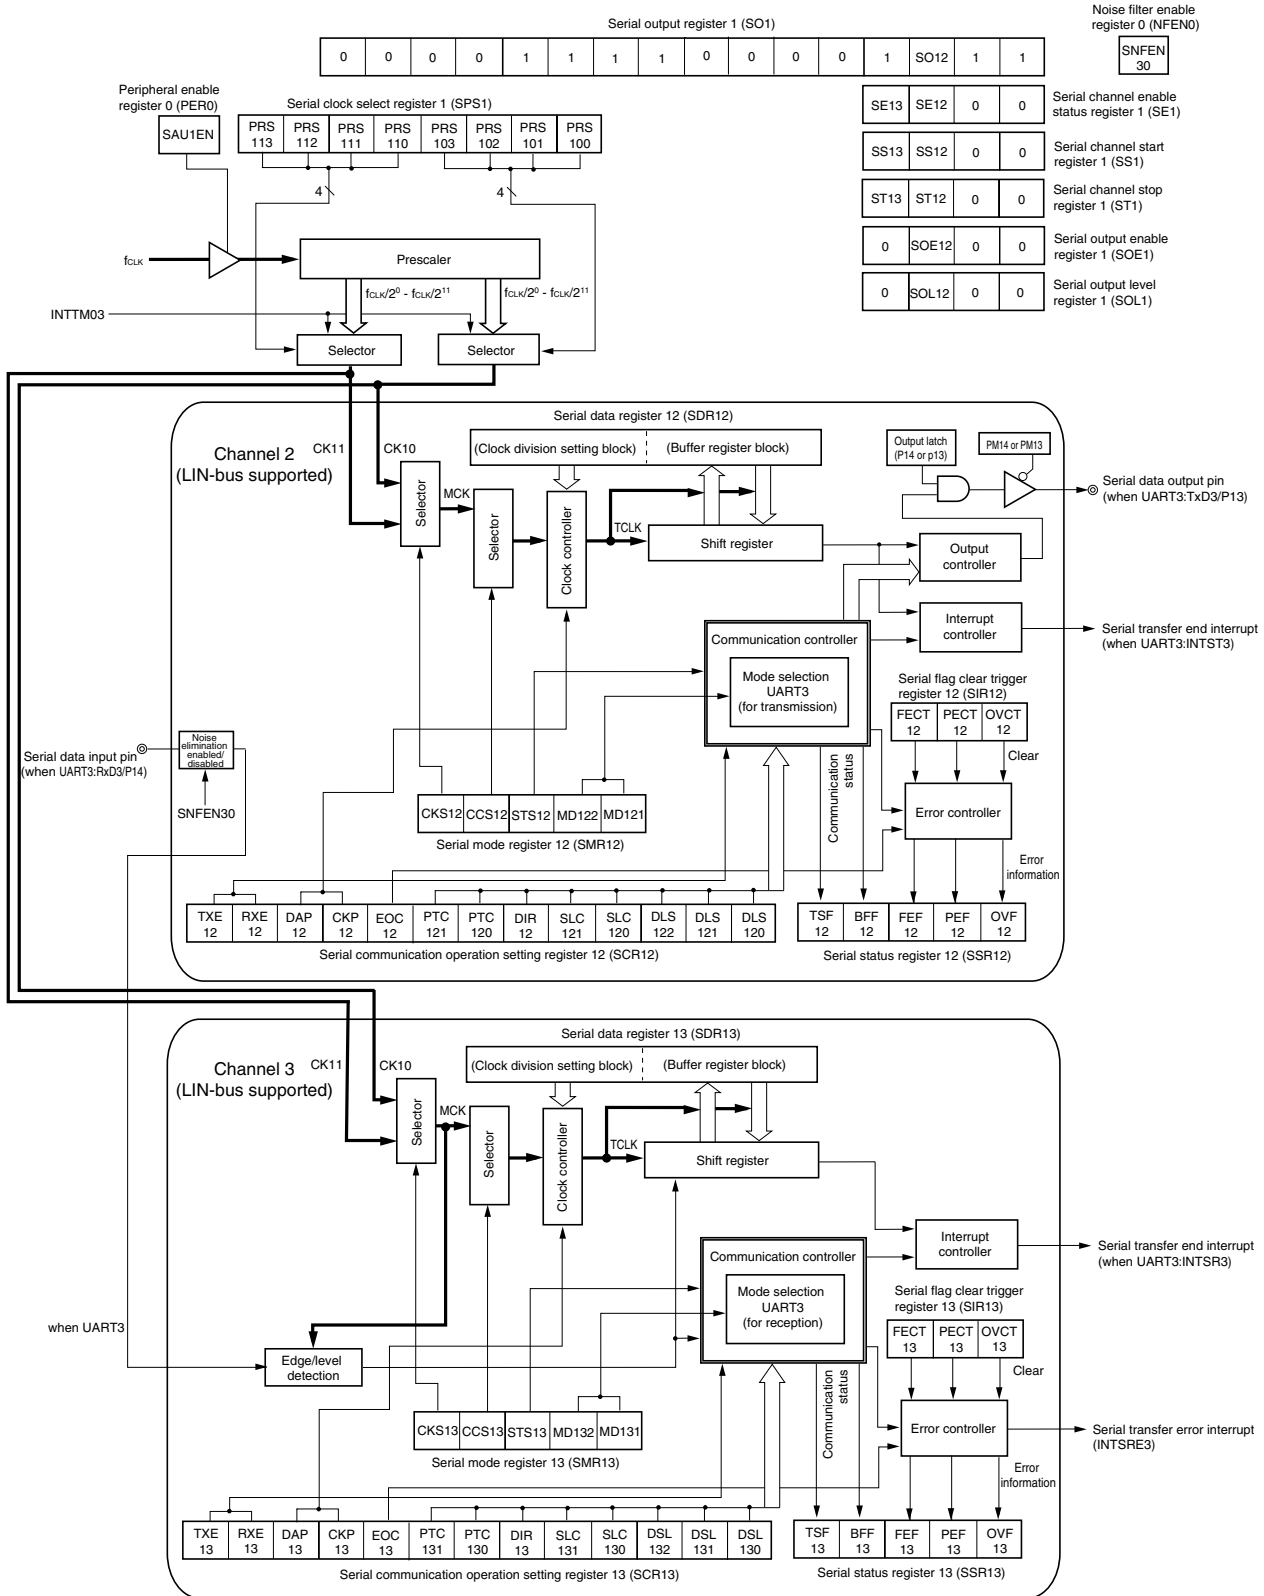 Serial output register 1 (SO1)
0 0 0 0 1 1 1 1 0 0 0 0 1 SO12 1 1
Noise filter enable
register 0 (NFEN0)
SNFEN
30
Peripheral enable
register 0 (PER0)
SAU1EN
Serial clock select register 1 (SPS1)
PRS PRS PRS PRS PRS PRS PRS PRS
113 112 111 110 103 102 101 100
4 4
SE13 SE12 0 0
Serial channel enable
status register 1 (SE1)
SS13 SS12 0 0
Serial channel start
register 1 (SS1)
ST13 ST12 0 0
Serial channel stop
register 1 (ST1)
0 SOE12 0 0
Serial output enable
register 1 (SOE1)
0 SOL12 0 0
Serial output level
register 1 (SOL1)
fCLK
Prescaler
fCLK/2⁰ - fCLK/2¹¹ fCLK/2⁰ - fCLK/2¹¹
INTTM03
Selector Selector
Channel 2
(LIN-bus supported)
CK11 CK10
Serial data register 12 (SDR12)
(Clock division setting block) (Buffer register block)
Output latch
(P14 or p13)
PM14 or PM13
Serial data output pin
(when UART3:TxD3/P13)
Selector
MCK
Selector
Clock controller
TCLK
Shift register
Output
controller
Interrupt
controller
Serial transfer end interrupt
(when UART3:INTST3)
Communication controller
Mode selection
UART3
(for transmission)
Serial flag clear trigger
register 12 (SIR12)
FECT PECT OVCT
12 12 12
Clear
Serial data input pin
(when UART3:RxD3/P14)
Noise
elimination
enabled/
disabled
SNFEN30
Communication
status
Error controller
CKS12 CCS12 STS12 MD122 MD121
Serial mode register 12 (SMR12)
Error
information
TXE RXE DAP CKP EOC PTC PTC DIR SLC SLC DLS DLS DLS
12 12 12 12 12 121 120 12 121 120 122 121 120
Serial communication operation setting register 12 (SCR12)
TSF BFF FEF PEF OVF
12 12 12 12 12
Serial status register 12 (SSR12)
Channel 3
(LIN-bus supported)
CK11 CK10
Serial data register 13 (SDR13)
(Clock division setting block) (Buffer register block)
Selector
MCK
Selector
Clock controller
TCLK
Shift register
Interrupt
controller
Serial transfer end interrupt
(when UART3:INTSR3)
Communication controller
Mode selection
UART3
(for reception)
Serial flag clear trigger
register 13 (SIR13)
FECT PECT OVCT
13 13 13
Clear
when UART3
Edge/level
detection
Communication
status
Error controller
Serial transfer error interrupt
(INTSRE3)
CKS13 CCS13 STS13 MD132 MD131
Serial mode register 13 (SMR13)
Error
information
TXE RXE DAP CKP EOC PTC PTC DIR SLC SLC DSL DSL DSL
13 13 13 13 13 131 130 13 131 130 132 131 130
Serial communication operation setting register 13 (SCR13)
TSF BFF FEF PEF OVF
13 13 13 13 13
Serial status register 13 (SSR13)